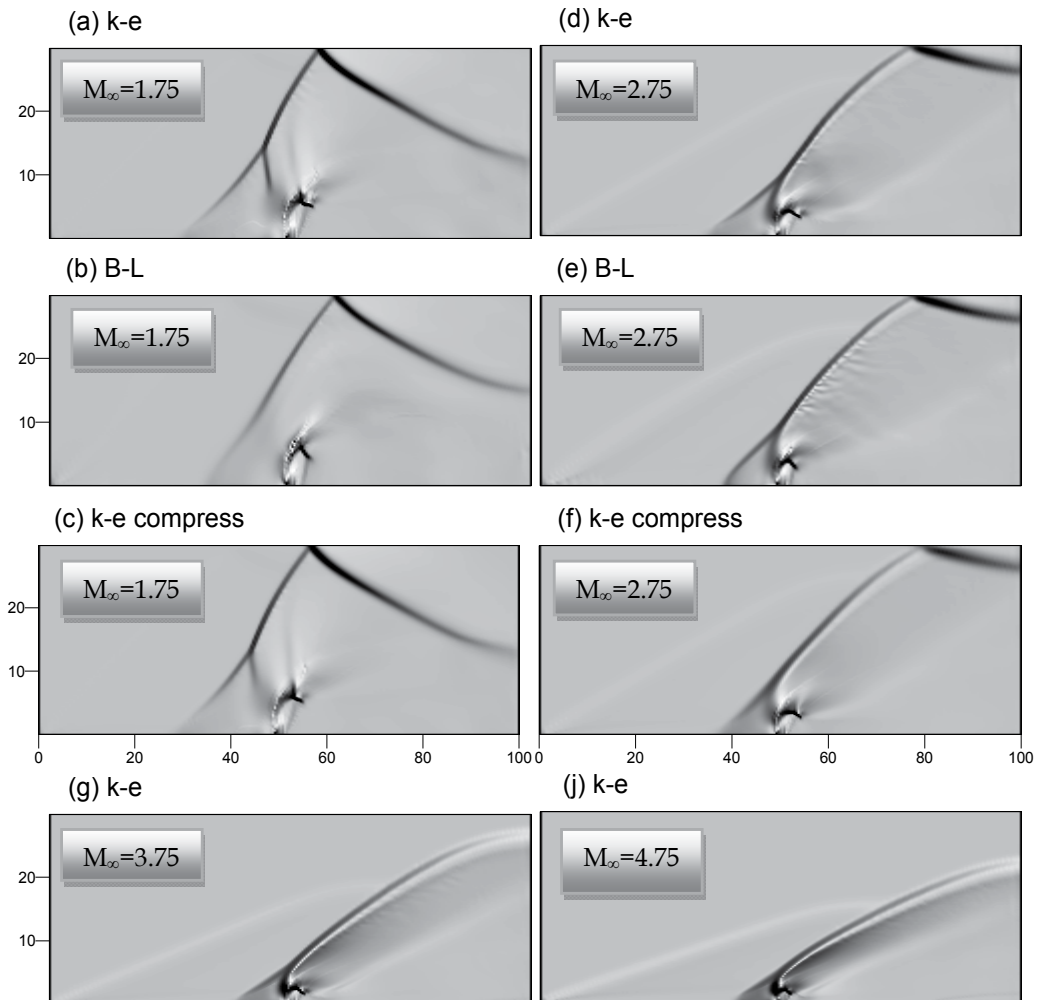 (a) k-e
(d) k-e
M∞=1.75
M∞=2.75
20
10
(b) B-L
(e) B-L
M∞=1.75
M∞=2.75
20
10
(c) k-e compress
(f) k-e compress
M∞=1.75
M∞=2.75
20
10
0 20 40 60 80 100 0 20 40 60 80 100
(g) k-e
(j) k-e
M∞=3.75
M∞=4.75
20
10